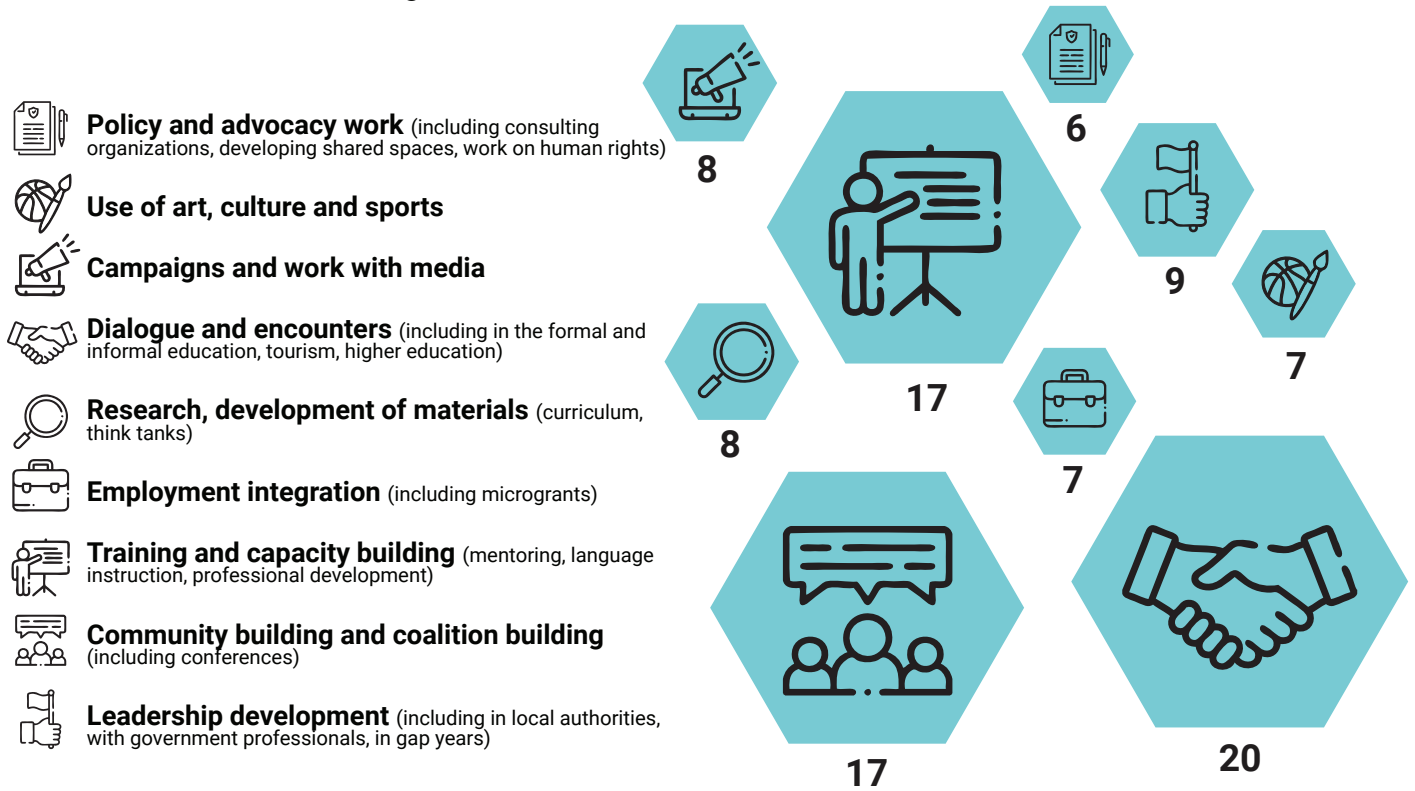 Policy and advocacy work (including consulting
organizations, developing shared spaces, work on human rights)
Use of art, culture and sports
Campaigns and work with media
Dialogue and encounters (including in the formal and
informal education, tourism, higher education)
Research, development of materials (curriculum,
think tanks)
Employment integration (including microgrants)
Training and capacity building (mentoring, language
instruction, professional development)
Community building and coalition building
(including conferences)
Leadership development (including in local authorities,
with government professionals, in gap years)
8
6
17
9
7
8
7
17
20